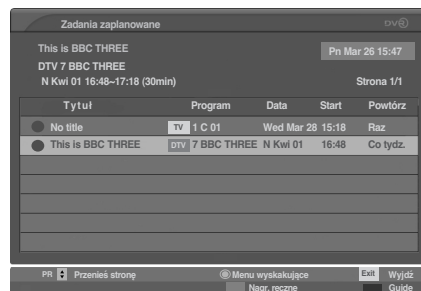 Zadania zaplanowane
This is BBC THREE
Pn Mar 26 15:47
DTV 7 BBC THREE
N Kwi 01 16:48~17:18 (30min)
Strona 1/1
Tytuł Program Data Start Powtórz
No title TV 1 C 01 Wed Mar 28 15:18 Raz
This is BBC THREE DTV 7 BBC THREE N Kwi 01 16:48 Co tydz.
PR Przenieś stronę Menu wyskakujące Exit Wyjdź
Nagr. ręczne Guide